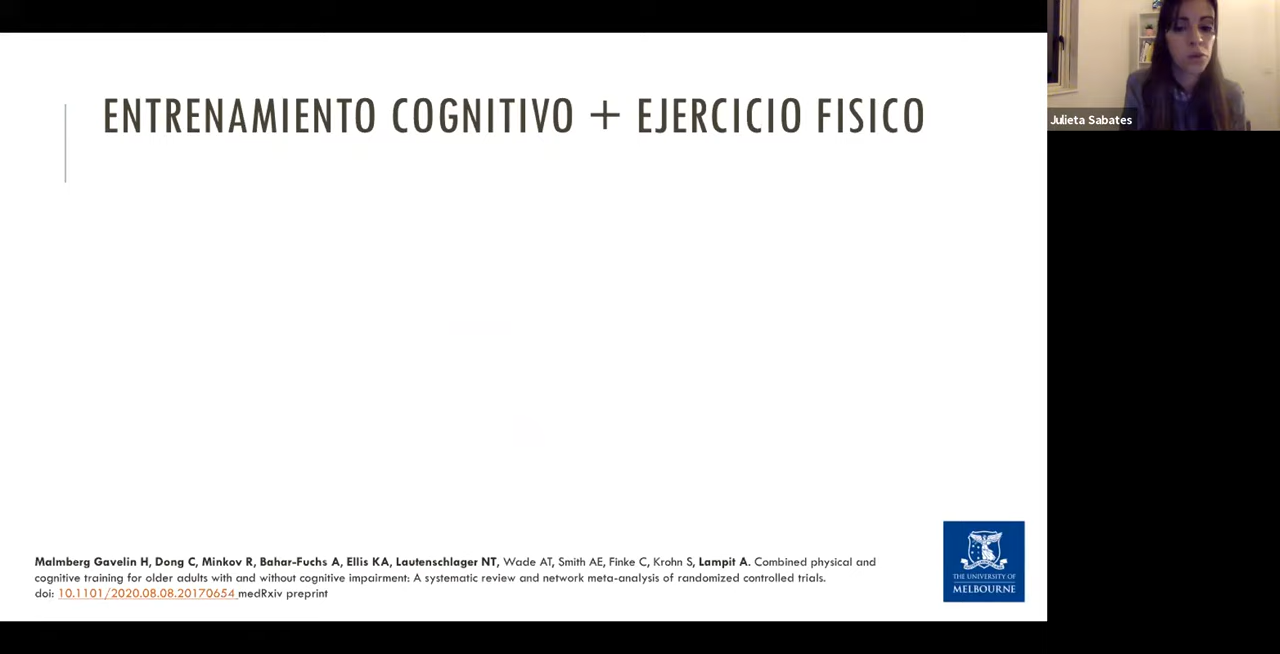 ENTRENAMIENTO COGNITIVO + EJERCICIO FISICO
Julieta Sabates
Malmberg Gavelin H, Dong C, Minkov R, Bahar-Fuchs A, Ellis KA, Lautenschlager NT, Wade AT, Smith AE, Finke C, Krohn S, Lampit A. Combined physical and
cognitive training for older adults with and without cognitive impairment: A systematic review and network meta-analysis of randomized controlled trials.
doi: 10.1101/2020.08.08.20170654 medRxiv preprint
THE UNIVERSITY OF
MELBOURNE